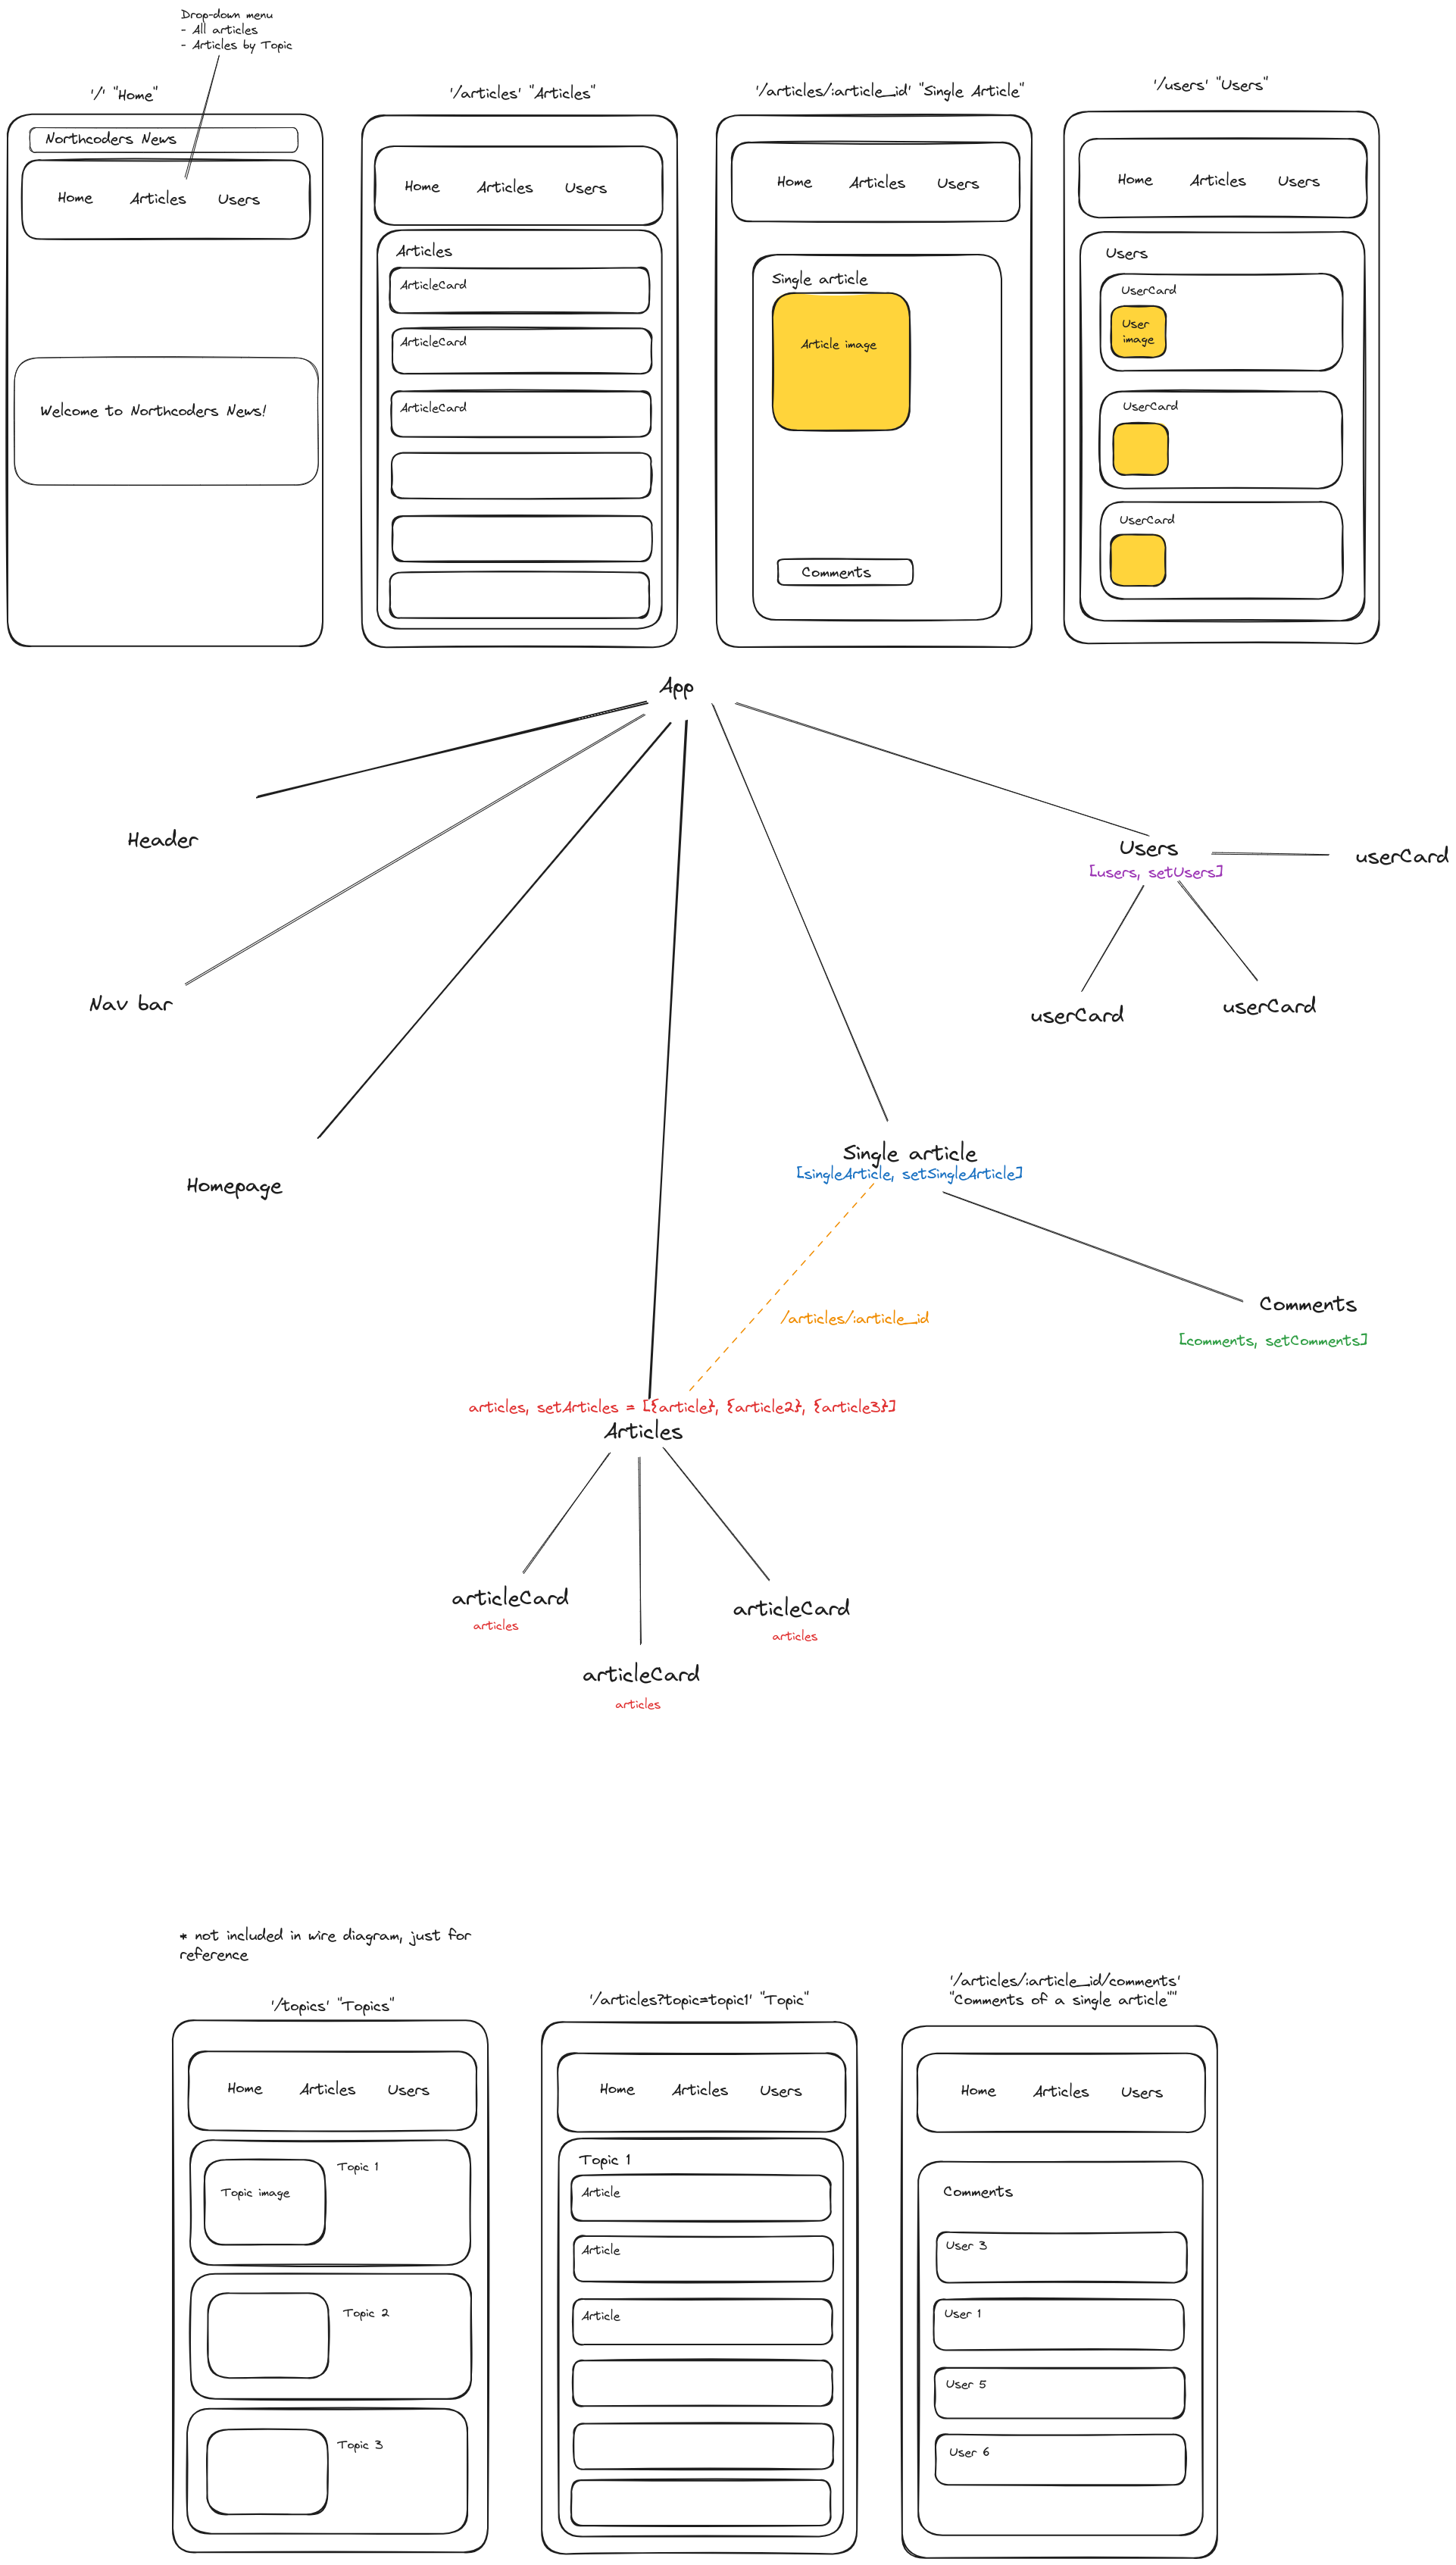 Drop-down menu
- All articles
- Articles by Topic
'/' "Home"
'/articles' "Articles"
'/articles/:article_id' "Single Article"
'/users' "Users"
Northcoders News
Home Articles Users
Welcome to Northcoders News!
Home Articles Users
Articles
ArticleCard
ArticleCard
ArticleCard
Home Articles Users
Single article
Article image
Comments
Home Articles Users
Users
UserCard
User
image
UserCard
UserCard
App
Header
Users
[users, setUsers]
userCard
Nav bar
userCard
userCard
Homepage
Single article
[singleArticle, setSingleArticle]
/articles/:article_id
Comments
[comments, setComments]
articles, setArticles = [{article}, {article2}, {article3}]
Articles
articleCard
articles
articleCard
articles
articleCard
articles
* not included in wire diagram, just for
reference
'/topics' "Topics"
'/articles?topic=topic1' "Topic"
'/articles/:article_id/comments'
"Comments of a single article""
Home Articles Users
Topic image
Topic 1
Topic 2
Topic 3
Home Articles Users
Topic 1
Article
Article
Article
Home Articles Users
Comments
User 3
User 1
User 5
User 6